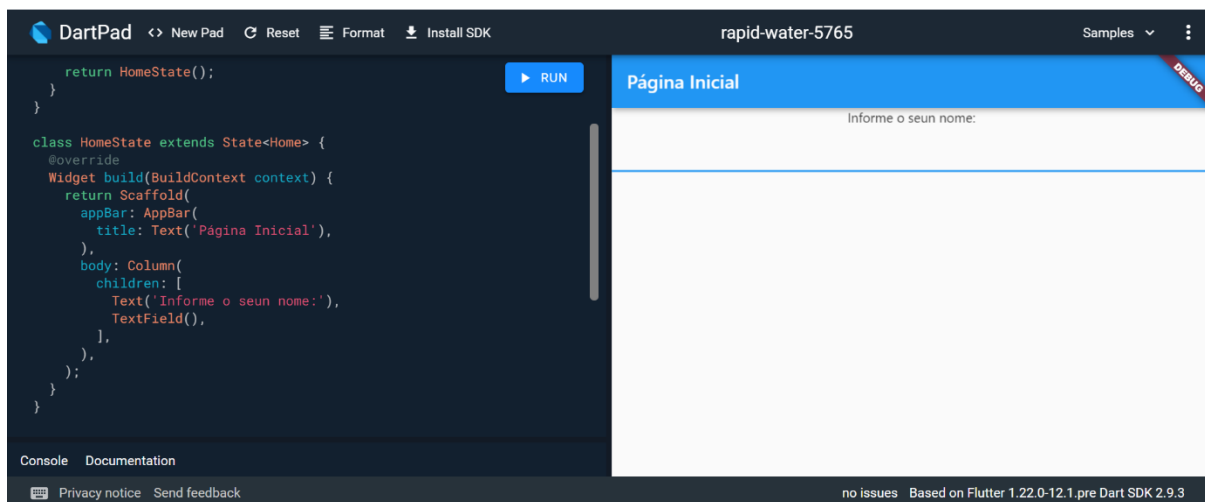 DartPad <> New Pad Reset Format Install SDK rapid-water-5765 Samples
return HomeState();
}
}
RUN
class HomeState extends State<Home> {
@override
Widget build(BuildContext context) {
return Scaffold(
appBar: AppBar(
title: Text('Página Inicial'),
),
body: Column(
children: [
Text('Informe o seun nome:'),
TextField(),
],
),
);
}
}
Console Documentation
Página Inicial
DEBUG
Informe o seun nome:
Privacy notice Send feedback no issues Based on Flutter 1.22.0-12.1.pre Dart SDK 2.9.3